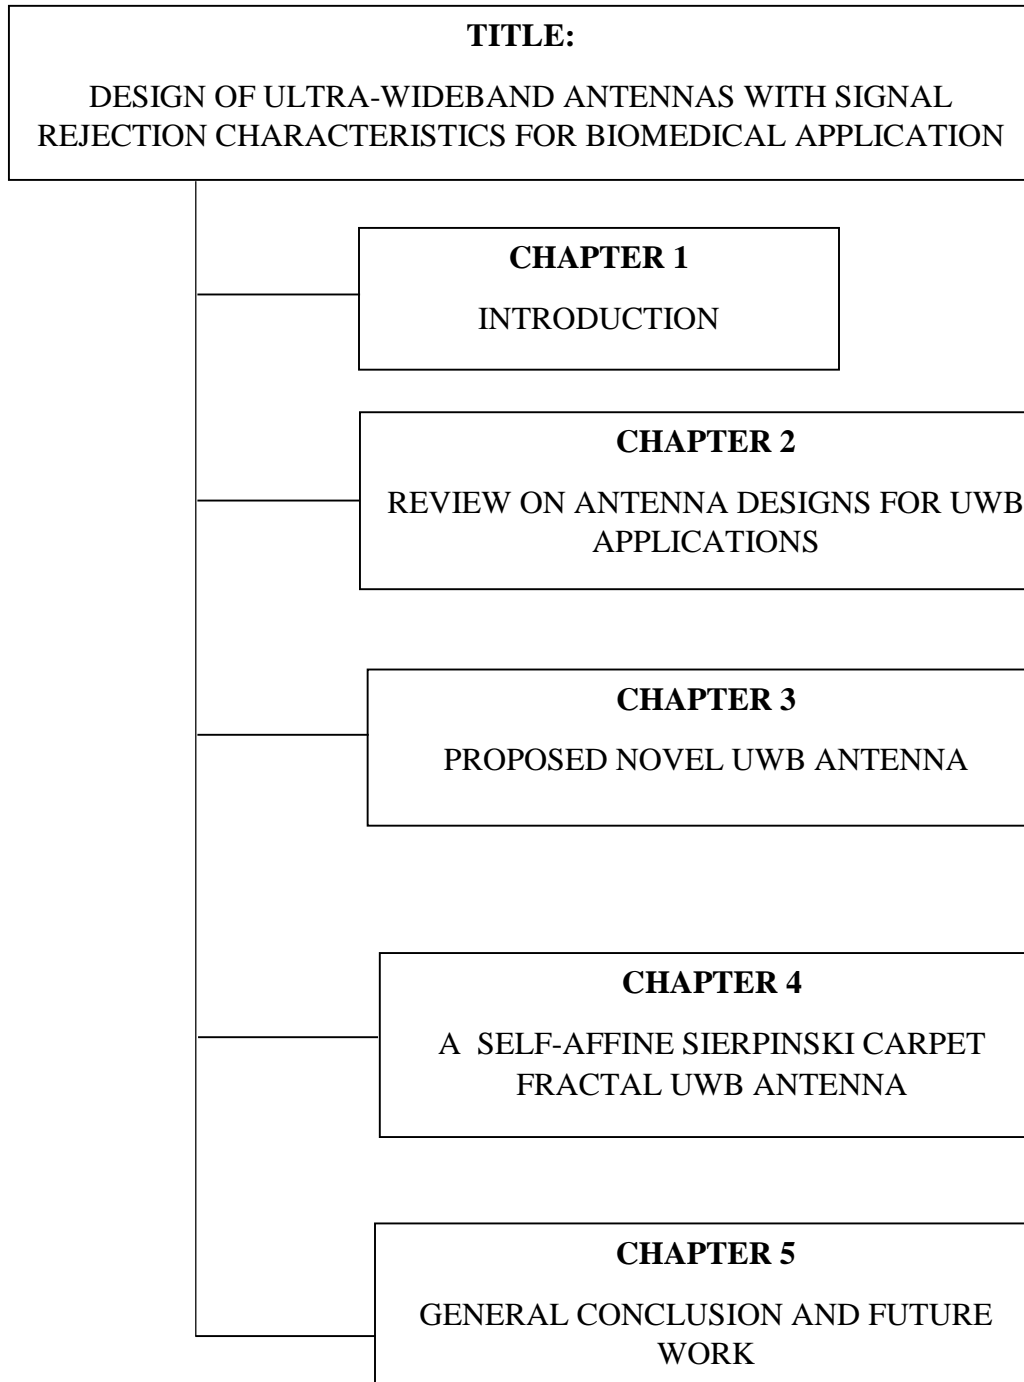 TITLE:
DESIGN OF ULTRA-WIDEBAND ANTENNAS WITH SIGNAL
REJECTION CHARACTERISTICS FOR BIOMEDICAL APPLICATION
CHAPTER 1
INTRODUCTION
CHAPTER 2
REVIEW ON ANTENNA DESIGNS FOR UWB
APPLICATIONS
CHAPTER 3
PROPOSED NOVEL UWB ANTENNA
CHAPTER 4
A SELF-AFFINE SIERPINSKI CARPET
FRACTAL UWB ANTENNA
CHAPTER 5
GENERAL CONCLUSION AND FUTURE
WORK